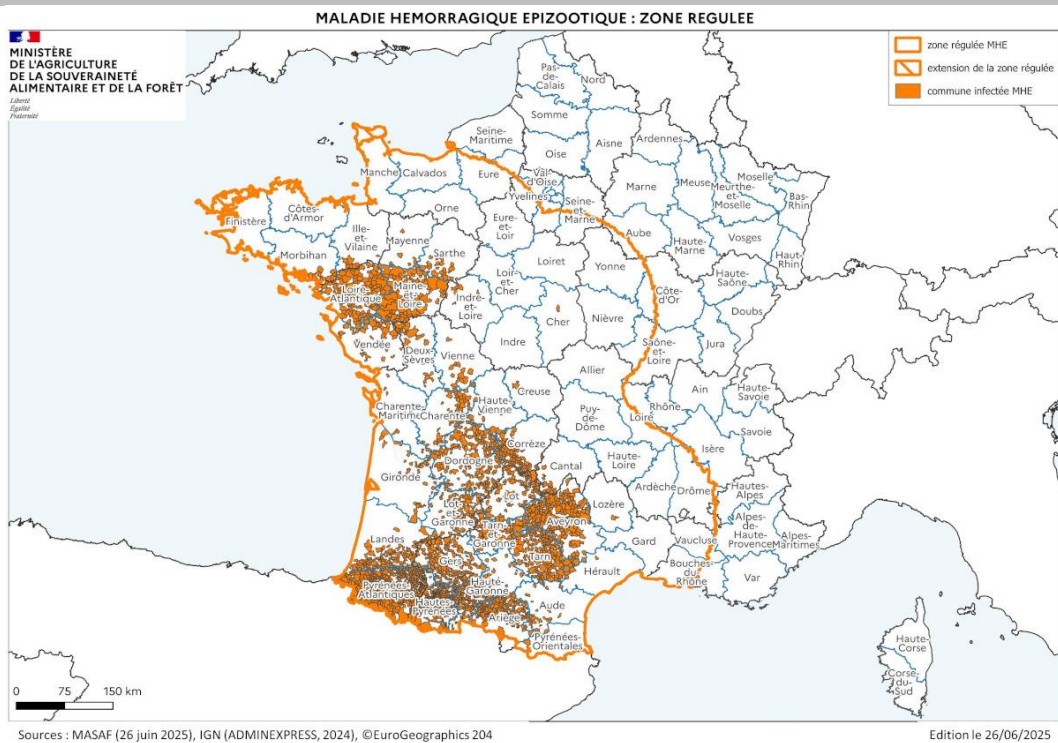 MALADIE HEMORRAGIQUE EPIZOOTIQUE : ZONE REGULEE
MINISTÈRE
DE L'AGRICULTURE
DE LA SOUVERAINETÉ
ALIMENTAIRE ET DE LA FORÊT
Liberté
Égalité
Fraternité
zone régulée MHE
extension de la zone régulée
commune infectée MHE
Pas-
de-
Calais
Nord
Somme
Seine-
Maritime
Oise
Aisne
Ardennes
Manche
Calvados
Eure
Val-
d'Oise
Yvelines
Seine-
et-
Marne
Marne
Meuse
Meurthe-
et-
Moselle
Moselle
Bas-
Rhin
Finistère
Côtes-
d'Armor
Ille-
et-
Vilaine
Orne
Mayenne
Eure-
et-
Loir
Aube
Haute-
Marne
Vosges
Haut-
Rhin
Morbihan
Sarthe
Loiret
Yonne
Haute-
Saône
Loire-
Atlantique
Maine-
et-
Loire
Loir-
et-
Cher
Indre-
et-
Loire
Cher
Nièvre
Côte-
d'Or
Doubs
Vendée
Deux-
Sèvres
Vienne
Indre
Saône-
et-
Loire
Jura
Allier
Ain
Haute-
Savoie
Charente-
Maritime
Charente
Haute-
Vienne
Creuse
Puy-
de-
Dôme
Loire
Rhône
Savoie
Isère
Corrèze
Dordogne
Gironde
Cantal
Haute-
Loire
Ardèche
Drôme
Hautes-
Alpes
Lot
Lot-
et-
Garonne
Tarn-
et-
Garonne
Aveyron
Lozère
Gard
Vaucluse
Alpes-
de-
Haute-
Provence
Alpes-
Maritimes
Landes
Gers
Tarn
Hérault
Bouches-
du-
Rhône
Var
Pyrénées-
Atlantiques
Hautes-
Pyrénées
Haute-
Garonne
Ariège
Aude
Pyrénées-
Orientales
Haute-
Corse
Corse-
du-
Sud
0 75 150 km
Sources : MASAF (26 juin 2025), IGN (ADMINEXPRESS, 2024), ©EuroGeographics 204
Edition le 26/06/2025